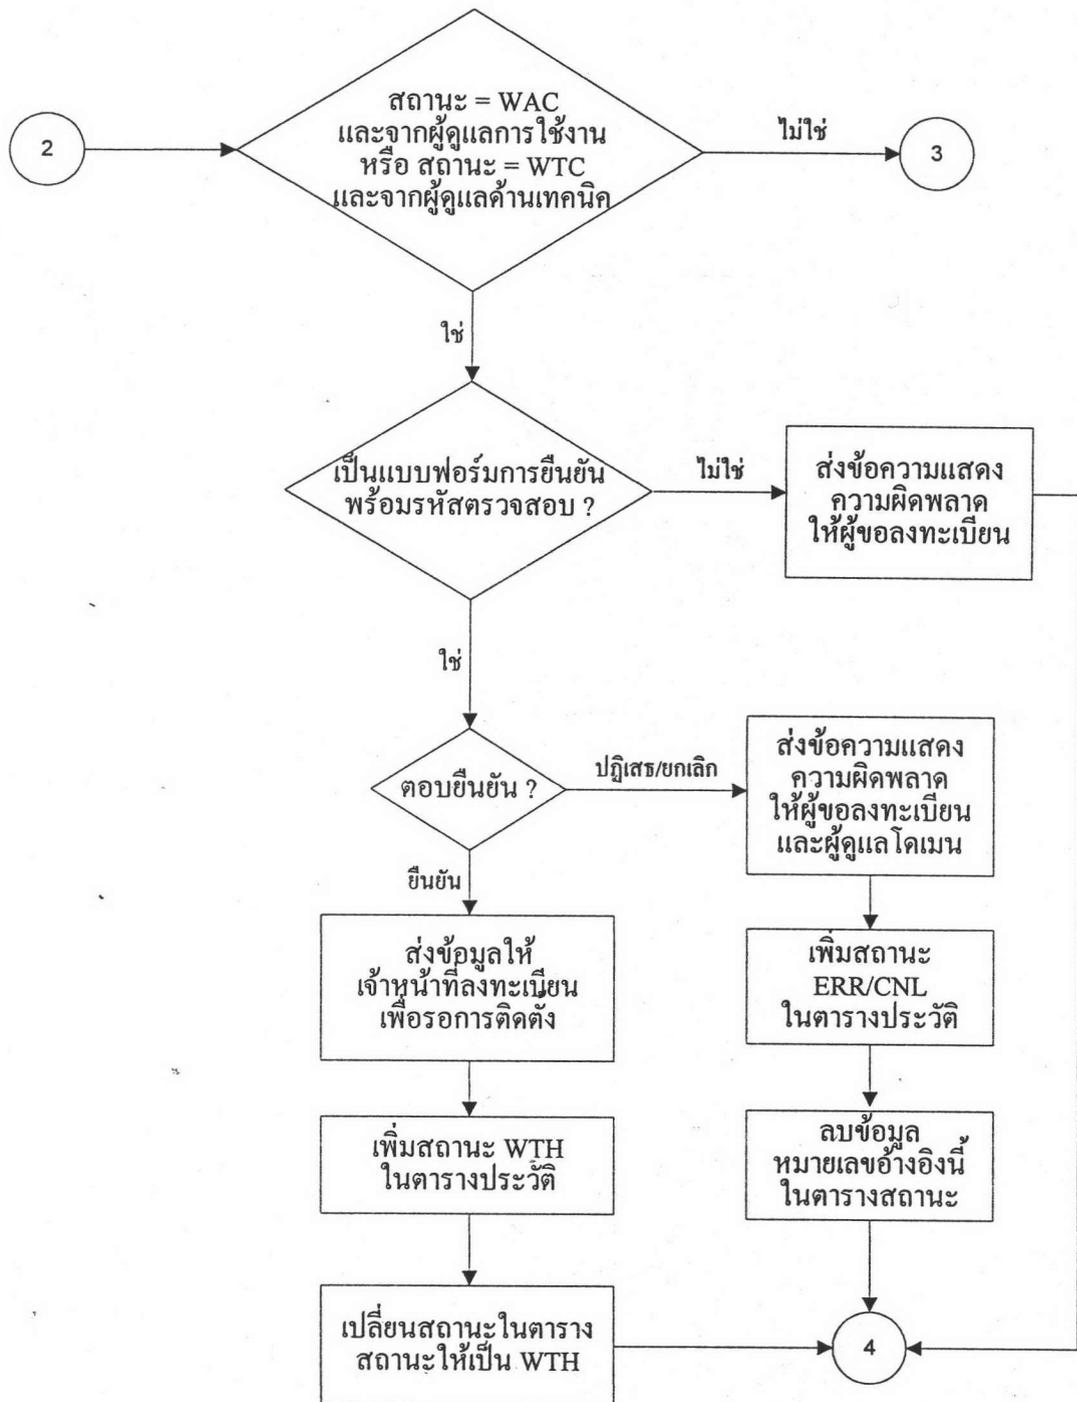 สถานะ = WAC
และจากผู้ดูแลการใช้งาน
หรือ สถานะ = WTC
และจากผู้ดูแลด้านเทคนิค
2
ไม่ใช่
3
ใช่
เป็นแบบฟอร์มการยืนยัน
พร้อมรหัสตรวจสอบ ?
ไม่ใช่
ส่งข้อความแสดง
ความผิดพลาด
ให้ผู้ขอลงทะเบียน
ใช่
ตอบยืนยัน ?
ปฏิเสธ/ยกเลิก
ส่งข้อความแสดง
ความผิดพลาด
ให้ผู้ขอลงทะเบียน
และผู้ดูแลโดเมน
ยืนยัน
ส่งข้อมูลให้
เจ้าหน้าที่ลงทะเบียน
เพื่อรอการติดตั้ง
เพิ่มสถานะ
ERR/CNL
ในตารางประวัติ
เพิ่มสถานะ WTH
ในตารางประวัติ
ลบข้อมูล
หมายเลขอ้างอิงนี้
ในตารางสถานะ
เปลี่ยนสถานะในตาราง
สถานะให้เป็น WTH
4